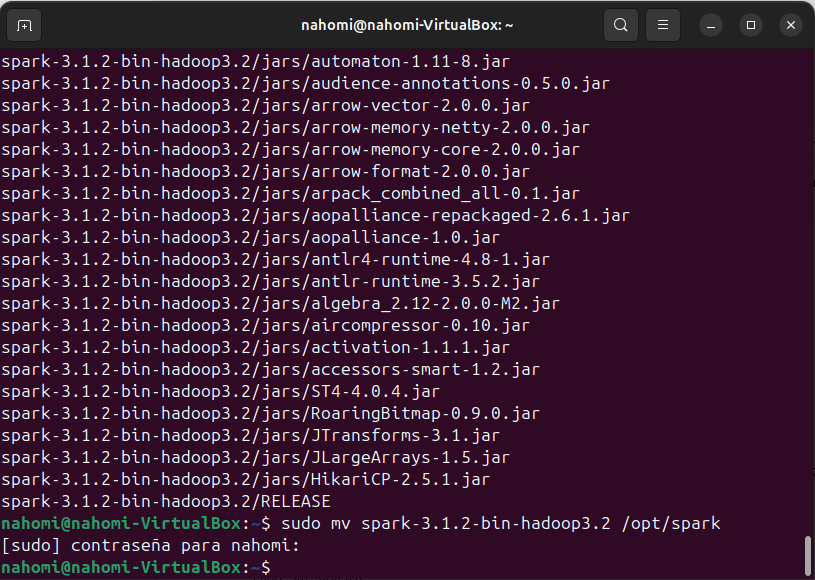 nahomi@nahomi-VirtualBox: ~
spark-3.1.2-bin-hadoop3.2/jars/automaton-1.11-8.jar
spark-3.1.2-bin-hadoop3.2/jars/audience-annotations-0.5.0.jar
spark-3.1.2-bin-hadoop3.2/jars/arrow-vector-2.0.0.jar
spark-3.1.2-bin-hadoop3.2/jars/arrow-memory-netty-2.0.0.jar
spark-3.1.2-bin-hadoop3.2/jars/arrow-memory-core-2.0.0.jar
spark-3.1.2-bin-hadoop3.2/jars/arrow-format-2.0.0.jar
spark-3.1.2-bin-hadoop3.2/jars/arpack_combined_all-0.1.jar
spark-3.1.2-bin-hadoop3.2/jars/aopalliance-repackaged-2.6.1.jar
spark-3.1.2-bin-hadoop3.2/jars/aopalliance-1.0.jar
spark-3.1.2-bin-hadoop3.2/jars/antlr4-runtime-4.8-1.jar
spark-3.1.2-bin-hadoop3.2/jars/antlr-runtime-3.5.2.jar
spark-3.1.2-bin-hadoop3.2/jars/algebra_2.12-2.0.0-M2.jar
spark-3.1.2-bin-hadoop3.2/jars/aircompressor-0.10.jar
spark-3.1.2-bin-hadoop3.2/jars/activation-1.1.1.jar
spark-3.1.2-bin-hadoop3.2/jars/accessors-smart-1.2.jar
spark-3.1.2-bin-hadoop3.2/jars/ST4-4.0.4.jar
spark-3.1.2-bin-hadoop3.2/jars/RoaringBitmap-0.9.0.jar
spark-3.1.2-bin-hadoop3.2/jars/JTransforms-3.1.jar
spark-3.1.2-bin-hadoop3.2/jars/JLargeArrays-1.5.jar
spark-3.1.2-bin-hadoop3.2/jars/HikariCP-2.5.1.jar
spark-3.1.2-bin-hadoop3.2/RELEASE
nahomi@nahomi-VirtualBox:~$ sudo mv spark-3.1.2-bin-hadoop3.2 /opt/spark
[sudo] contraseña para nahomi:
nahomi@nahomi-VirtualBox:~$